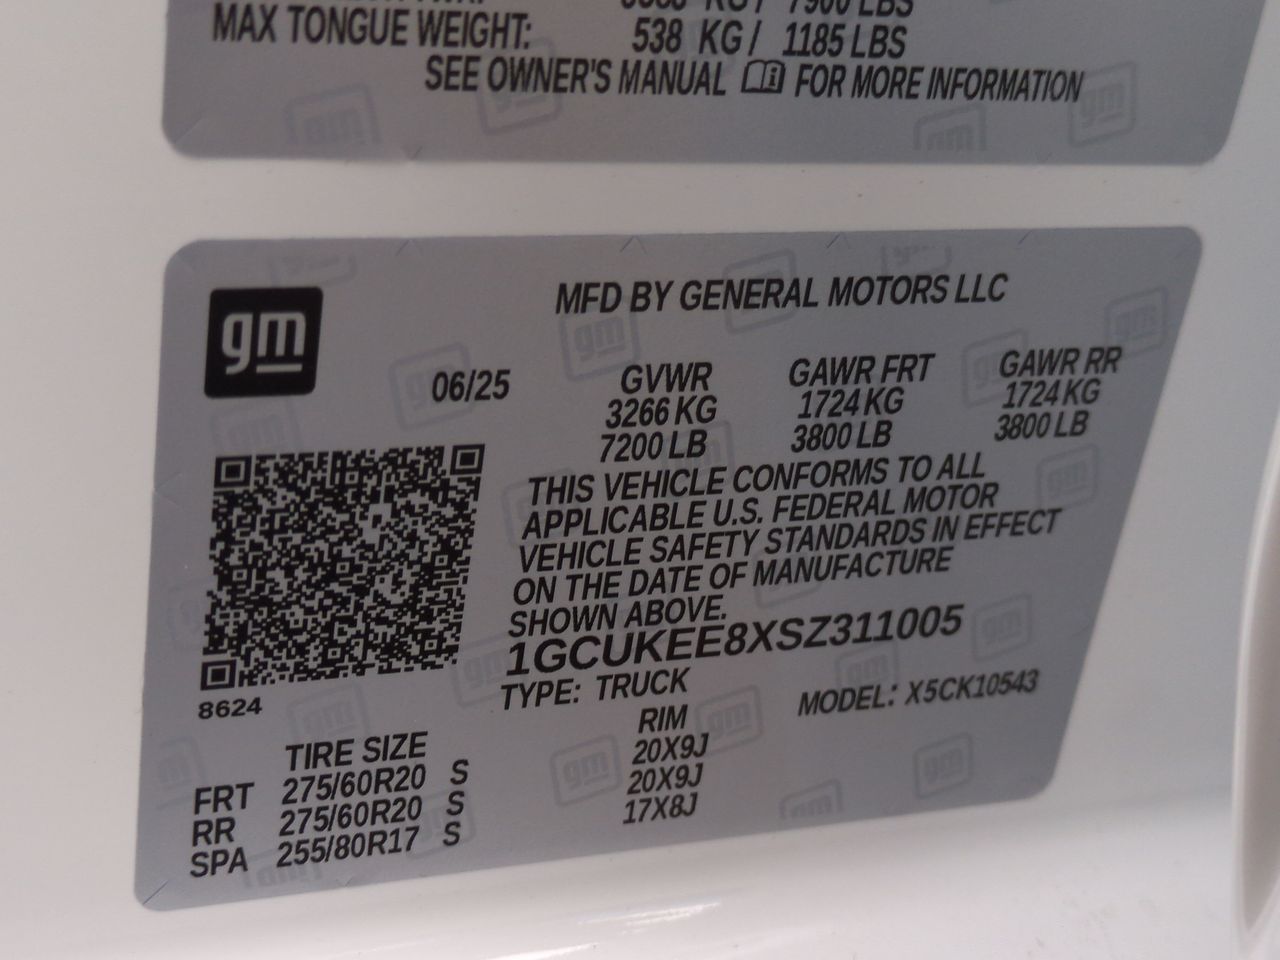 7900 LBS
MAX TONGUE WEIGHT: 538 KG / 1185 LBS
SEE OWNER'S MANUAL FOR MORE INFORMATION
gm
MFD BY GENERAL MOTORS LLC
06/25
GVWR GAWR FRT GAWR RR
3266 KG 1724 KG 1724 KG
7200 LB 3800 LB 3800 LB
THIS VEHICLE CONFORMS TO ALL
APPLICABLE U.S. FEDERAL MOTOR
VEHICLE SAFETY STANDARDS IN EFFECT
ON THE DATE OF MANUFACTURE
SHOWN ABOVE.
1GCUKEE8XSZ311005
TYPE: TRUCK MODEL: X5CK10543
8624
TIRE SIZE RIM
FRT 275/60R20 S 20X9J
RR 275/60R20 S 20X9J
SPA 255/80R17 S 17X8J